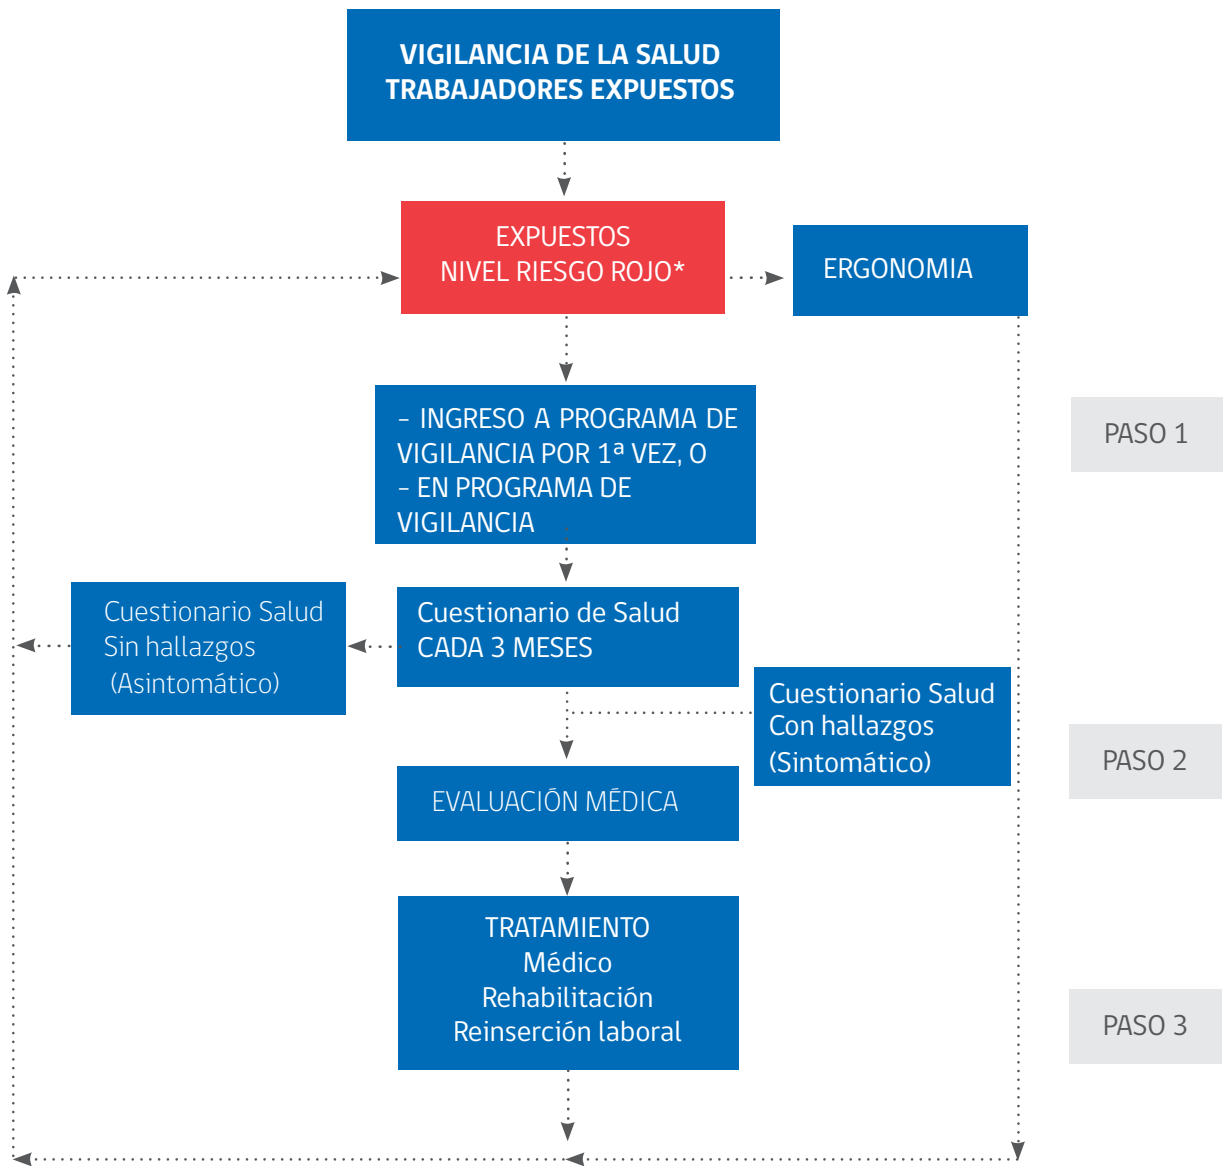 VIGILANCIA DE LA SALUD
TRABAJADORES EXPUESTOS
EXPUESTOS
NIVEL RIESGO ROJO*
ERGONOMIA
– INGRESO A PROGRAMA DE
VIGILANCIA POR 1ª VEZ, O
– EN PROGRAMA DE
VIGILANCIA
PASO 1
Cuestionario Salud
Sin hallazgos
(Asintomático)
Cuestionario de Salud
CADA 3 MESES
Cuestionario Salud
Con hallazgos
(Sintomático)
PASO 2
EVALUACIÓN MÉDICA
TRATAMIENTO
Médico
Rehabilitación
Reinserción laboral
PASO 3